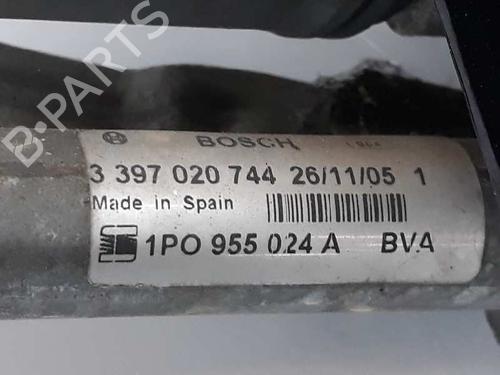 B-PARTS
BOSCH
3 397 020 744 26/11/05 1
Made in Spain
1PO 955 024 A BVA